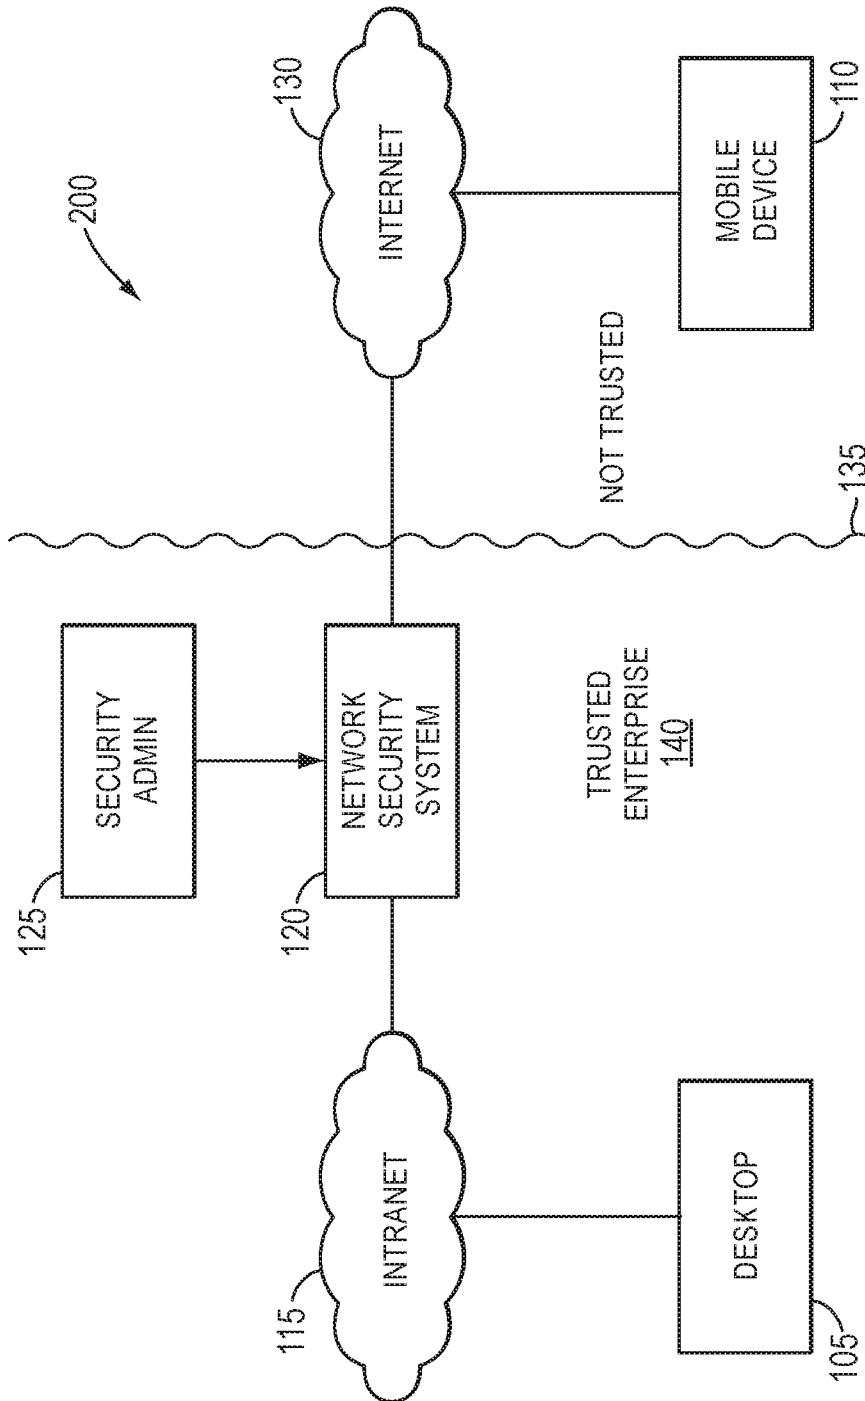 200
125
SECURITY
ADMIN
115
INTRANET
120
NETWORK
SECURITY
SYSTEM
130
INTERNET
TRUSTED
ENTERPRISE
140
NOT TRUSTED
DESKTOP
105
135
MOBILE
DEVICE
110